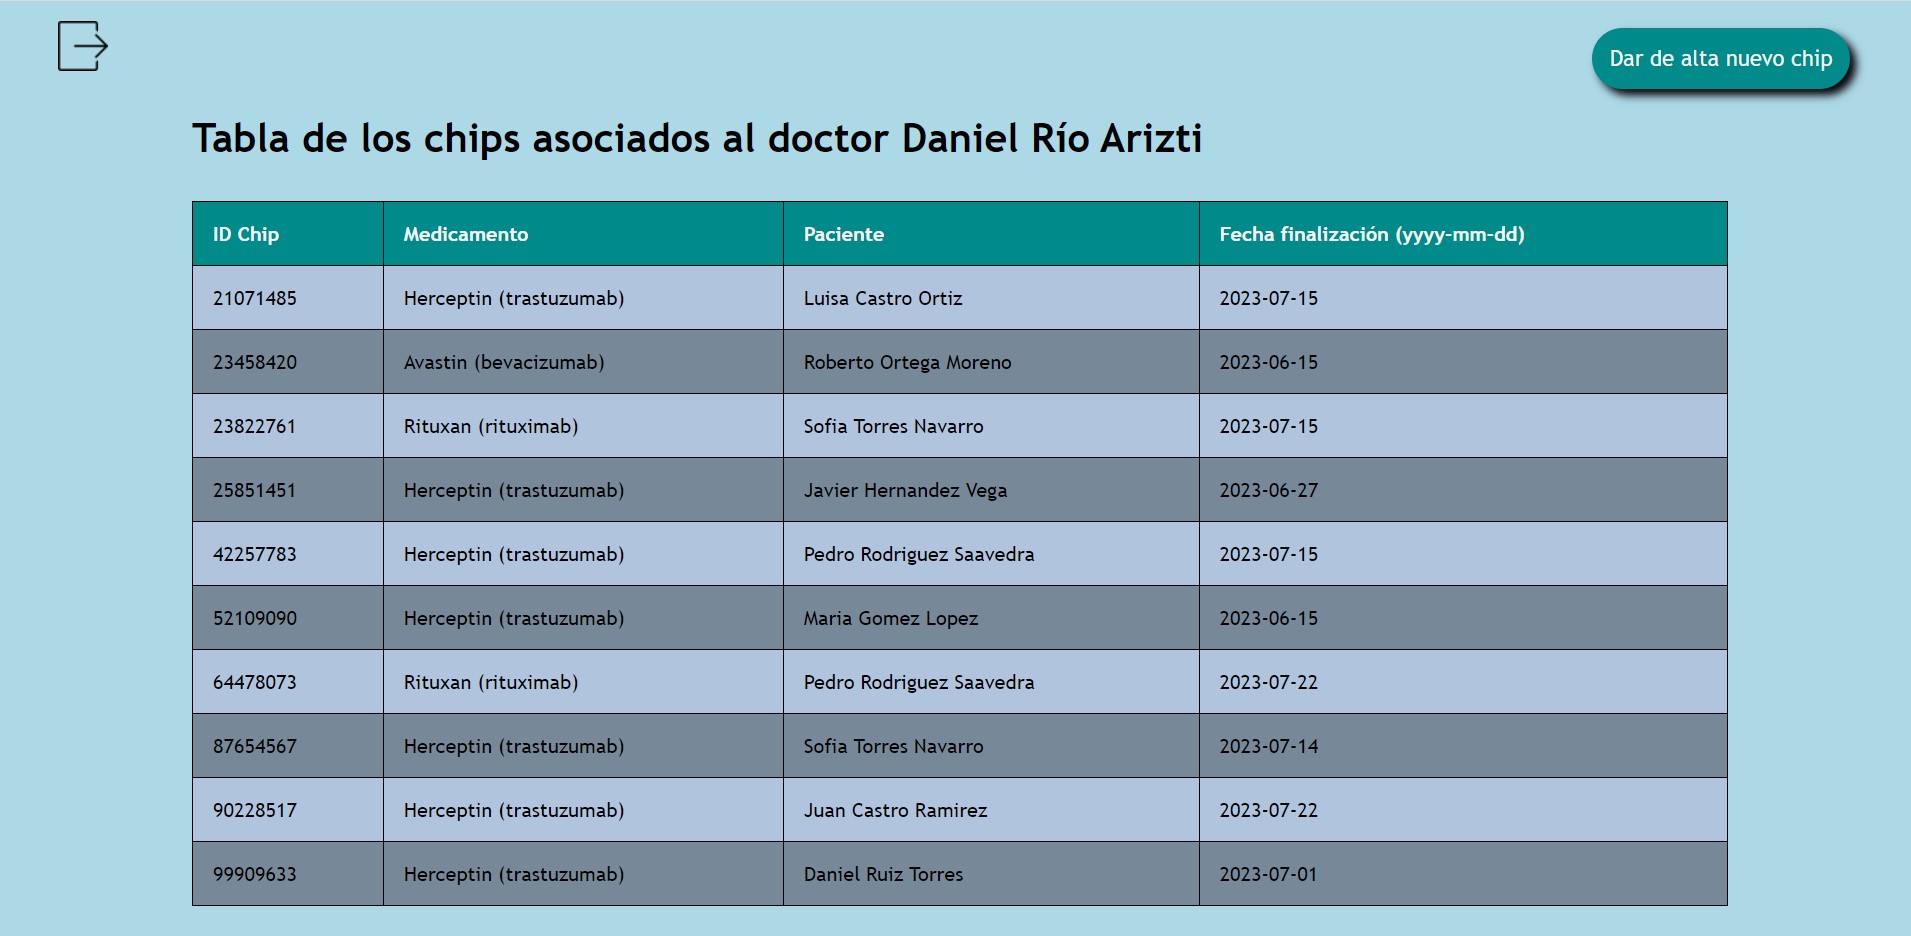 Dar de alta nuevo chip
Tabla de los chips asociados al doctor Daniel Río Arizti
ID Chip Medicamento Paciente Fecha finalización (yyyy-mm-dd)
21071485 Herceptin (trastuzumab) Luisa Castro Ortiz 2023-07-15
23458420 Avastin (bevacizumab) Roberto Ortega Moreno 2023-06-15
23822761 Rituxan (rituximab) Sofia Torres Navarro 2023-07-15
25851451 Herceptin (trastuzumab) Javier Hernandez Vega 2023-06-27
42257783 Herceptin (trastuzumab) Pedro Rodriguez Saavedra 2023-07-15
52109090 Herceptin (trastuzumab) Maria Gomez Lopez 2023-06-15
64478073 Rituxan (rituximab) Pedro Rodriguez Saavedra 2023-07-22
87654567 Herceptin (trastuzumab) Sofia Torres Navarro 2023-07-14
90228517 Herceptin (trastuzumab) Juan Castro Ramirez 2023-07-22
99909633 Herceptin (trastuzumab) Daniel Ruiz Torres 2023-07-01